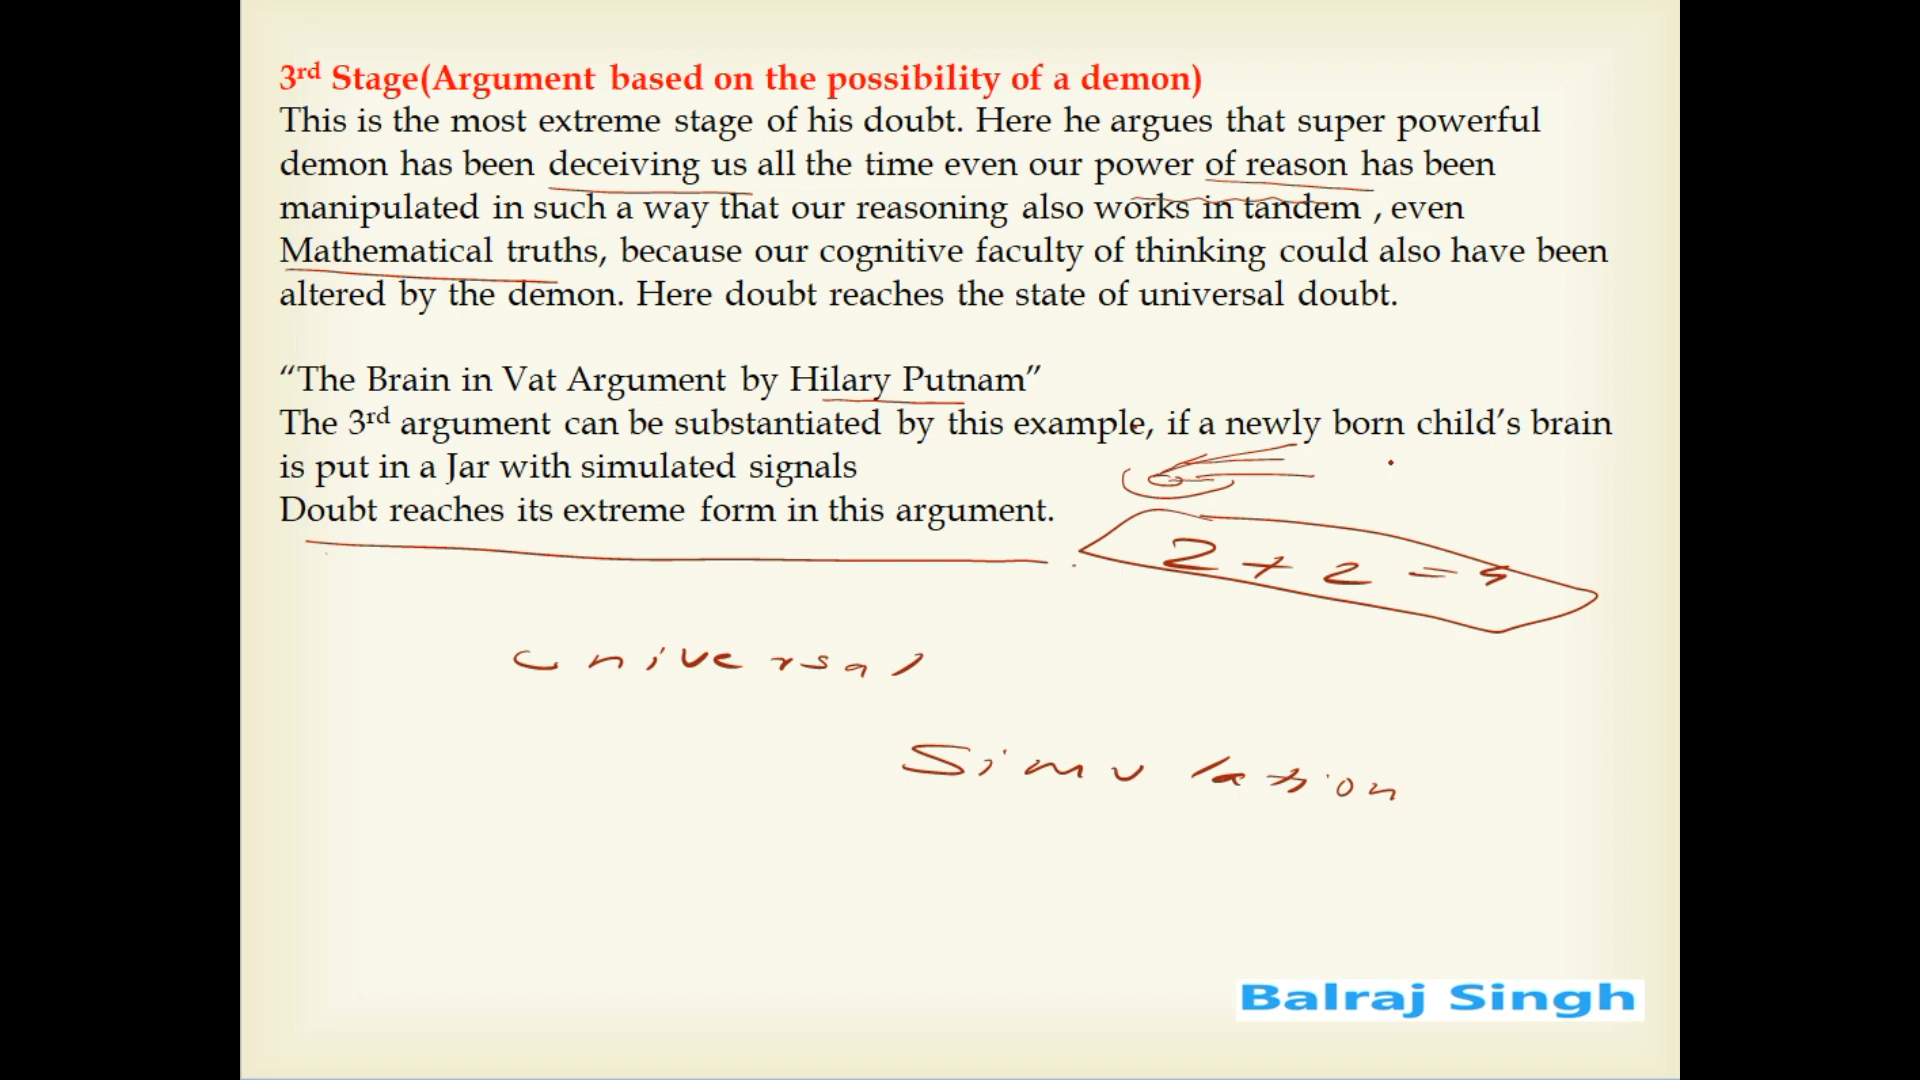 3rd Stage(Argument based on the possibility of a demon)
This is the most extreme stage of his doubt. Here he argues that super powerful
demon has been deceiving us all the time even our power of reason has been
manipulated in such a way that our reasoning also works in tandem , even
Mathematical truths, because our cognitive faculty of thinking could also have been
altered by the demon. Here doubt reaches the state of universal doubt.
“The Brain in Vat Argument by Hilary Putnam”
The 3rd argument can be substantiated by this example, if a newly born child’s brain
is put in a Jar with simulated signals
Doubt reaches its extreme form in this argument.
2 + 2 =
universal
Simulation
Balraj Singh